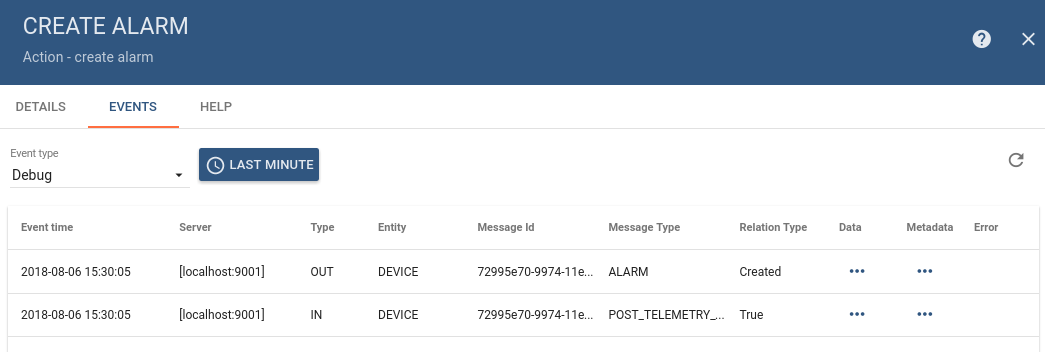 CREATE ALARM
Action - create alarm
DETAILS EVENTS HELP
Event type
Debug
LAST MINUTE
Event time Server Type Entity Message Id Message Type Relation Type Data Metadata Error
2018-08-06 15:30:05 [localhost:9001] OUT DEVICE 72995e70-9974-11e... ALARM Created ••• •••
2018-08-06 15:30:05 [localhost:9001] IN DEVICE 72995e70-9974-11e... POST_TELEMETRY_... True ••• •••